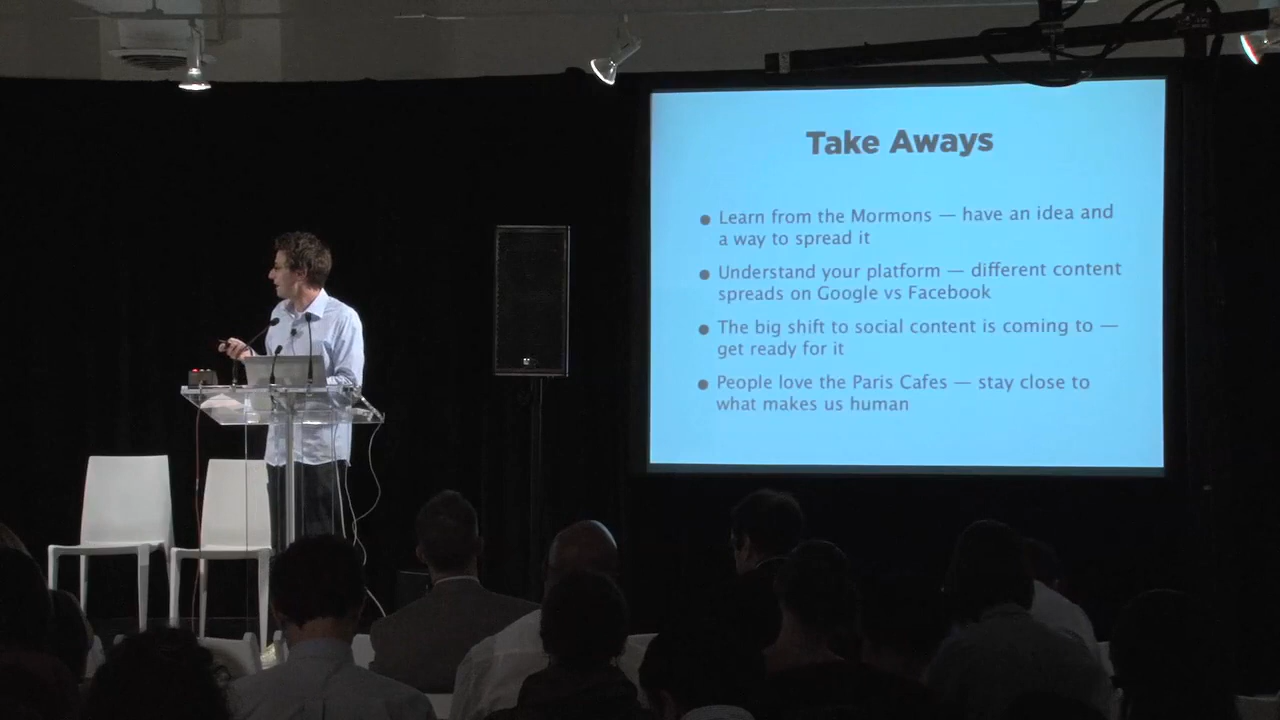 Take Aways
● Learn from the Mormons — have an idea and
a way to spread it
● Understand your platform — different content
spreads on Google vs Facebook
● The big shift to social content is coming to —
get ready for it
● People love the Paris Cafes — stay close to
what makes us human